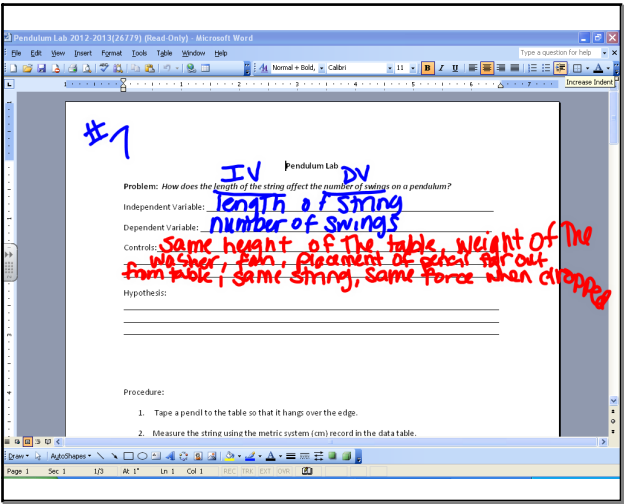 Pendulum Lab 2012-2013(26779) (Read-Only) - Microsoft Word
File Edit View Insert Format Tools Table Window Help Type a question for help
Normal + Bold, Calibri 11 B I U
Increase Indent
#1
Pendulum Lab
IV DV
Problem: How does the length of the string affect the number of swings on a pendulum?
Independent Variable: length of string
Dependent Variable: number of swings
Controls: same height of the table, weight of the
washer, fan, placement of pencil far out
from table, same string, same force when dropped
Hypothesis:
Procedure:
1. Tape a pencil to the table so that it hangs over the edge.
2. Measure the string using the metric system (cm) record in the data table.
Draw AutoShapes
Page 1 Sec 1 1/3 At 1" Ln 1 Col 1 REC TRK EXT OVR